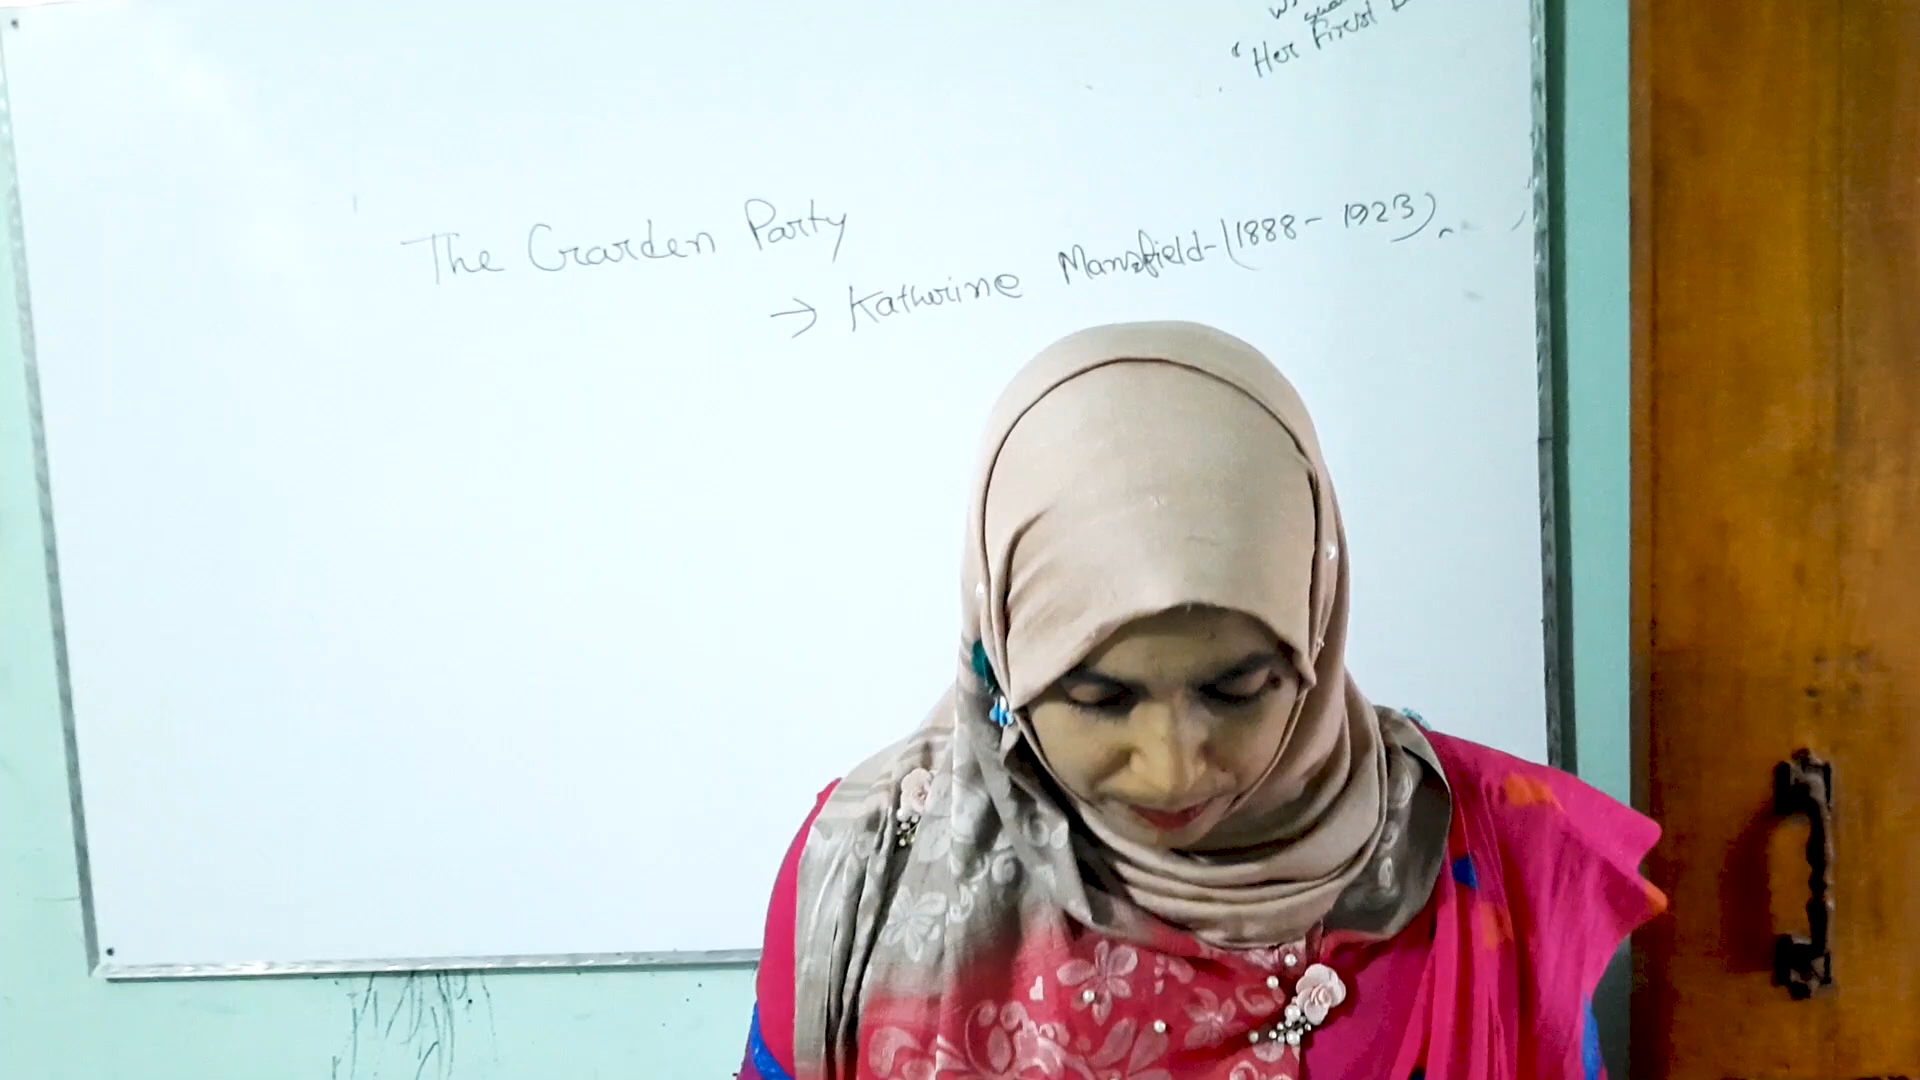 "Her First
The Garden Party
→ Katherine Mansfield - (1888 - 1923)